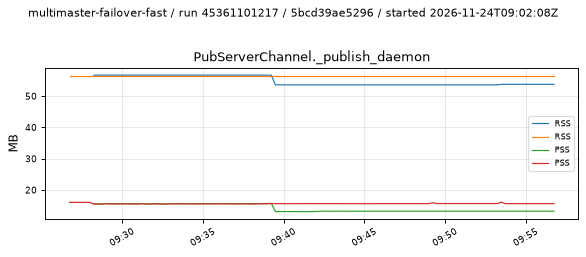 multimaster-failover-fast / run 45361101217 / 5bcd39ae5296 / started 2026-11-24T09:02:08Z
PubServerChannel._publish_daemon
MB
50
40
30
20
RSS
RSS
PSS
PSS
09:30
09:35
09:40
09:45
09:50
09:55